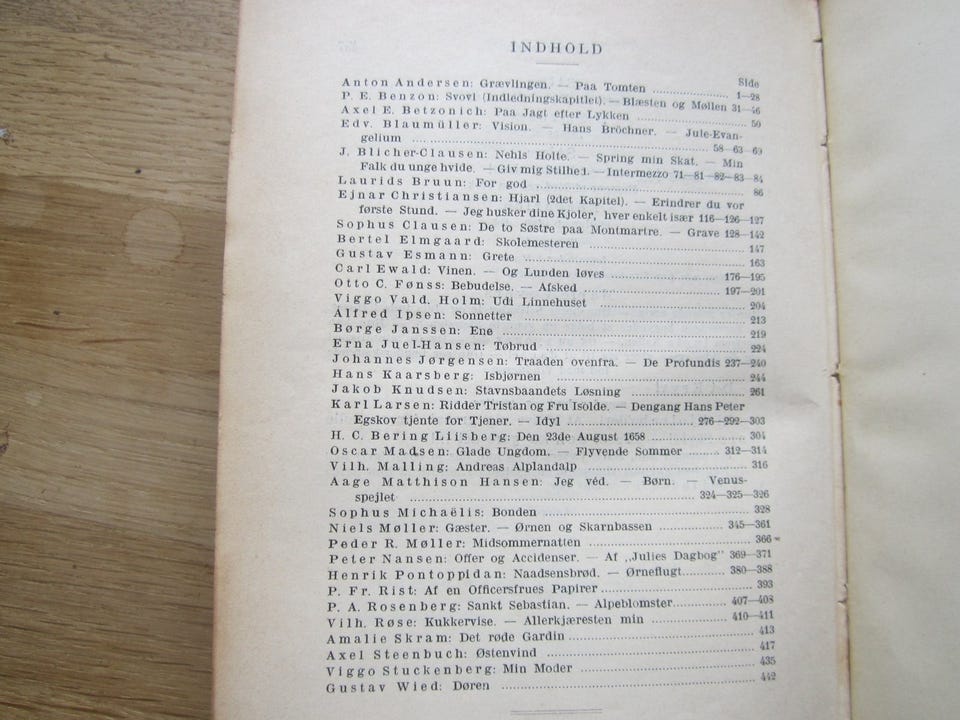 INDHOLD
Side
Anton Andersen: Grævlingen. — Paa Tomten 1—28
P. E. Benzon: Svovl (Indledningskapitlet). — Blæsten og Møllen 31—46
Axel E. Betzonich: Paa Jagt efter Lykken 50
Edv. Blaumüller: Vision. — Hans Bröchner. — Jule-Evan-
gelium 58—63—69
J. Blicher-Clausen: Nehls Holte. — Spring min Skat. — Min
Falk du unge hvide. — Giv mig Stilhed. — Intermezzo 71—81—82—83—84
Laurids Bruun: For god 86
Ejnar Christiansen: Hjarl (2det Kapitel). — Erindrer du vor
første Stund. — Jeg husker dine Kjoler, hver enkelt især 116—126—127
Sophus Clausen: De to Søstre paa Montmartre. — Grave 128—142
Bertel Elmgaard: Skolemesteren 147
Gustav Esmann: Grete 163
Carl Ewald: Vinen. — Og Lunden løves 176—195
Otto C. Fønss: Bebudelse. — Afsked 197—201
Viggo Vald. Holm: Udi Linnehuset 204
Alfred Ipsen: Sonnetter 213
Børge Janssen: Ene 219
Erna Juel-Hansen: Tøbrud 224
Johannes Jørgensen: Traaden ovenfra. — De Profundis 237—240
Hans Kaarsberg: Isbjørnen 244
Jakob Knudsen: Stavnsbaandets Løsning 261
Karl Larsen: Ridder Tristan og Fru Isolde. — Dengang Hans Peter
Egskov tjente for Tjener. — Idyl 276—292—303
H. C. Bering Liisberg: Den 23de August 1658 304
Oscar Madsen: Glade Ungdom. — Flyvende Sommer 312—314
Vilh. Malling: Andreas Alplandalp 316
Aage Matthison Hansen: Jeg véd. — Børn. — Venus-
spejlet 324—325—326
Sophus Michaëlis: Bonden 328
Niels Møller: Gæster. — Ørnen og Skarnbassen 345—361
Peder R. Møller: Midsommernatten 366
Peter Nansen: Offer og Accidenser. — Af „Julies Dagbog" 369—371
Henrik Pontoppidan: Naadsensbrød. — Ørneflugt 380—388
P. Fr. Rist: Af en Officersfrues Papirer 393
P. A. Rosenberg: Sankt Sebastian. — Alpeblomster 407—408
Vilh. Røse: Kukkervise. — Allerkjæresten min 410—411
Amalie Skram: Det røde Gardin 413
Axel Steenbuch: Østenvind 417
Viggo Stuckenberg: Min Moder 435
Gustav Wied: Døren 442